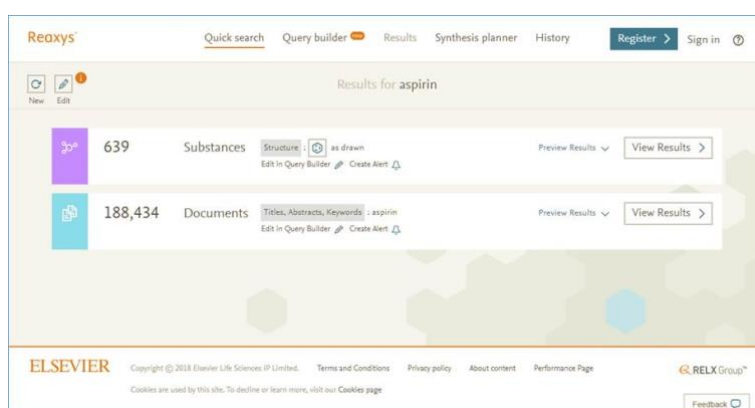 Reaxys
Quick search Query builder new Results Synthesis planner History Register > Sign in ?
New Edit
Results for aspirin
639 Substances Structure : as drawn Preview Results View Results >
Edit in Query Builder Create Alert
188,434 Documents Titles, Abstracts, Keywords : aspirin Preview Results View Results >
Edit in Query Builder Create Alert
ELSEVIER Copyright © 2018 Elsevier Life Sciences IP Limited. Terms and Conditions Privacy policy About content Performance Page RELX Group™
Cookies are used by this site. To decline or learn more, visit our Cookies page
Feedback